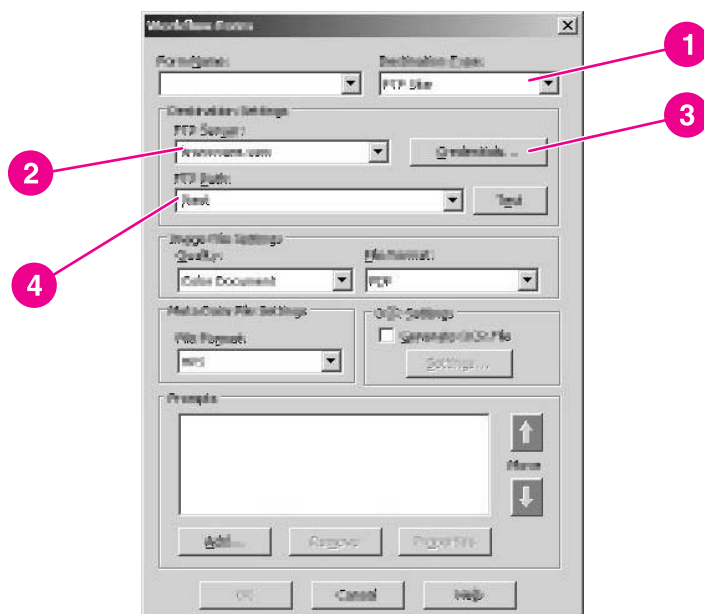 Workflow Form
1
Form Name:
Destination Type:
FTP Site
Destination Settings
FTP Server:
Credentials...
3
2
FTP Path:
Test
Image File Settings
4
Quality:
File Format:
Color Document
PDF
MetaData File Settings
OCR Settings
File Format:
Generate OCR File
Settings...
Prompts
Move
Add...
Remove
Properties
OK
Cancel
Help